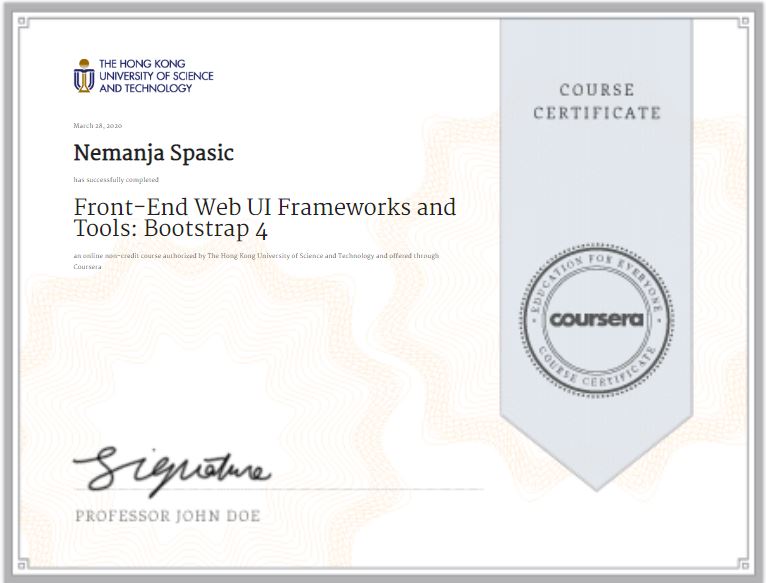 THE HONG KONG
UNIVERSITY OF SCIENCE
AND TECHNOLOGY
March 28, 2020
Nemanja Spasic
has successfully completed
Front-End Web UI Frameworks and
Tools: Bootstrap 4
an online non-credit course authorized by The Hong Kong University of Science and Technology and offered through
Coursera
COURSE
CERTIFICATE
EDUCATION FOR EVERYONE
coursera
COURSE CERTIFICATE
Signature
PROFESSOR JOHN DOE